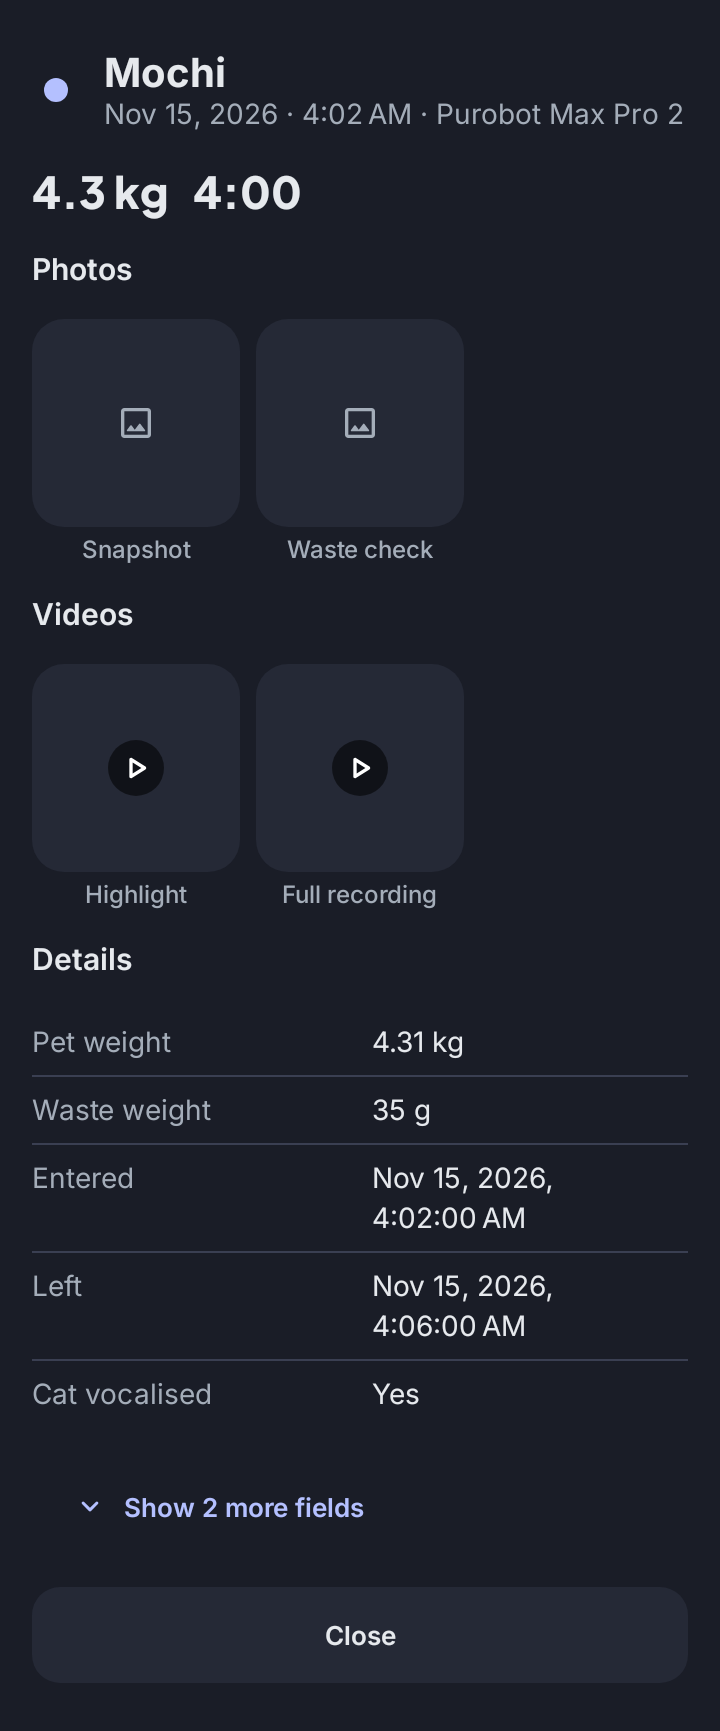 Mochi
Nov 15, 2026 · 4:02 AM · Purobot Max Pro 2
4.3 kg 4:00
Photos
Snapshot Waste check
Videos
Highlight Full recording
Details
Pet weight 4.31 kg
Waste weight 35 g
Entered Nov 15, 2026,
4:02:00 AM
Left Nov 15, 2026,
4:06:00 AM
Cat vocalised Yes
Show 2 more fields
Close